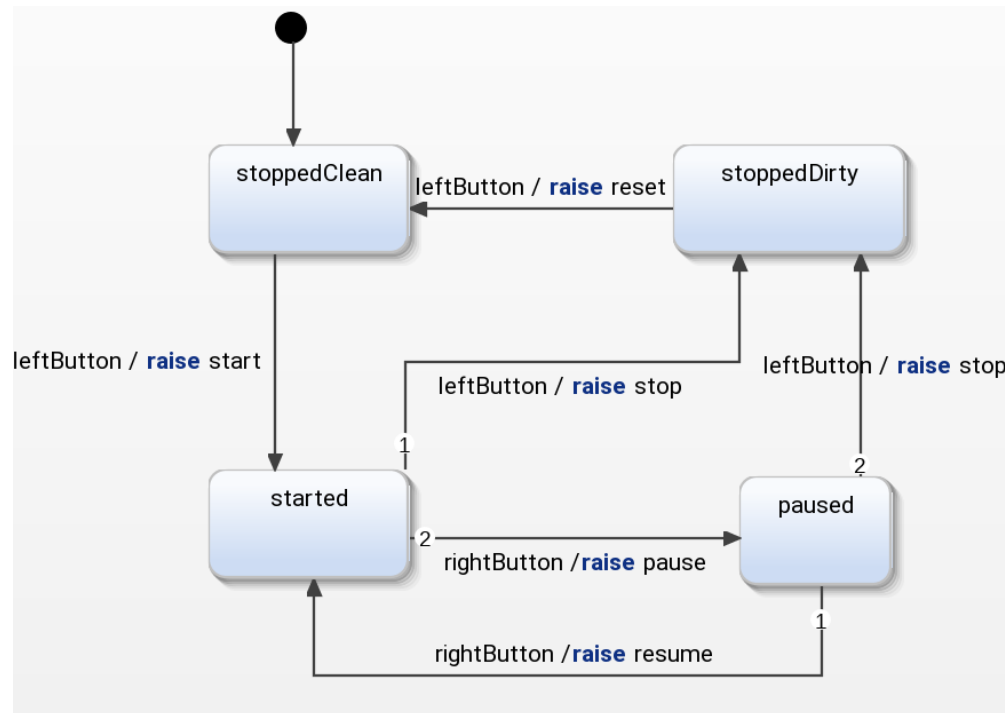 stoppedClean
stoppedDirty
leftButton / raise reset
leftButton / raise start
leftButton / raise stop
leftButton / raise stop
1
2
started
paused
2
rightButton /raise pause
1
rightButton /raise resume